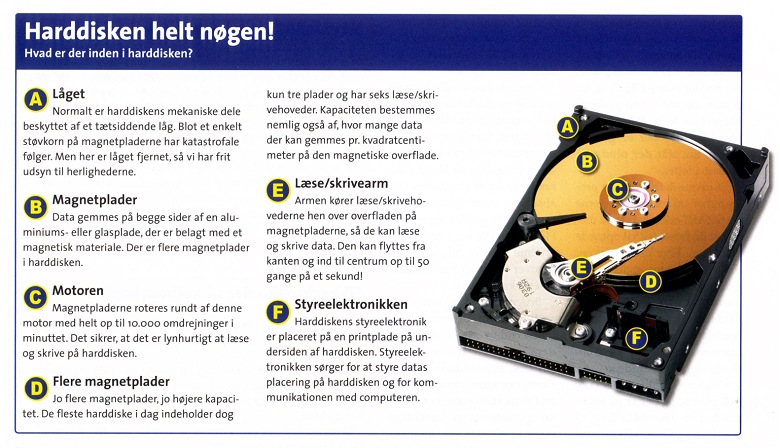 Harddisken helt nøgen!
Hvad er der inden i harddisken?
A Låget
Normalt er harddiskens mekaniske dele
beskyttet af et tætsiddende låg. Blot et enkelt
støvkorn på magnetpladerne har katastrofale
følger. Men her er låget fjernet, så vi har frit
udsyn til herlighederne.
B Magnetplader
Data gemmes på begge sider af en alu-
miniums- eller glasplade, der er belagt med et
magnetisk materiale. Der er flere magnetplader
i harddisken.
C Motoren
Magnetpladerne roteres rundt af denne
motor med helt op til 10.000 omdrejninger i
minuttet. Det sikrer, at det er lynhurtigt at læse
og skrive på harddisken.
D Flere magnetplader
Jo flere magnetplader, jo højere kapaci-
tet. De fleste harddiske i dag indeholder dog
kun tre plader og har seks læse/skri-
vehoveder. Kapaciteten bestemmes
nemlig også af, hvor mange data
der kan gemmes pr. kvadratcenti-
meter på den magnetiske overflade.
E Læse/skrivearm
Armen kører læse/skriveho-
vederne hen over overfladen på
magnetpladerne, så de kan læse
og skrive data. Den kan flyttes fra
kanten og ind til centrum op til 50
gange på et sekund!
F Styreelektronikken
Harddiskens styreelektronik
er placeret på en printplade på un-
dersiden af harddisken. Styreelek-
tronikken sørger for at styre datas
placering på harddisken og for kom-
munikationen med computeren.
A
B
C
E
D
F